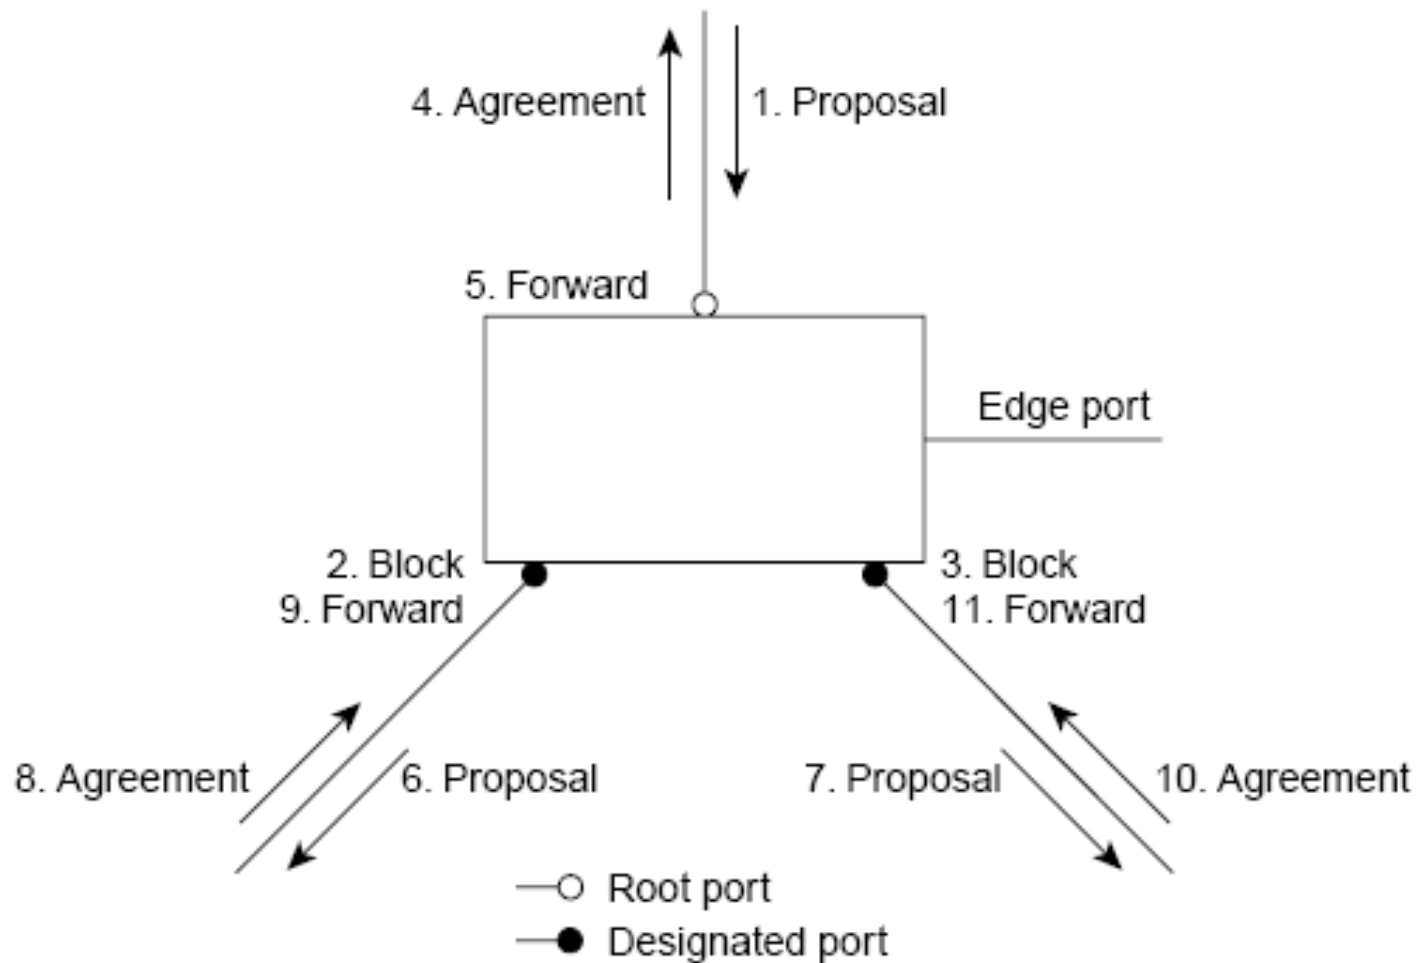 4. Agreement
1. Proposal
5. Forward
Edge port
2. Block
9. Forward
3. Block
11. Forward
8. Agreement
6. Proposal
7. Proposal
10. Agreement
Root port
Designated port